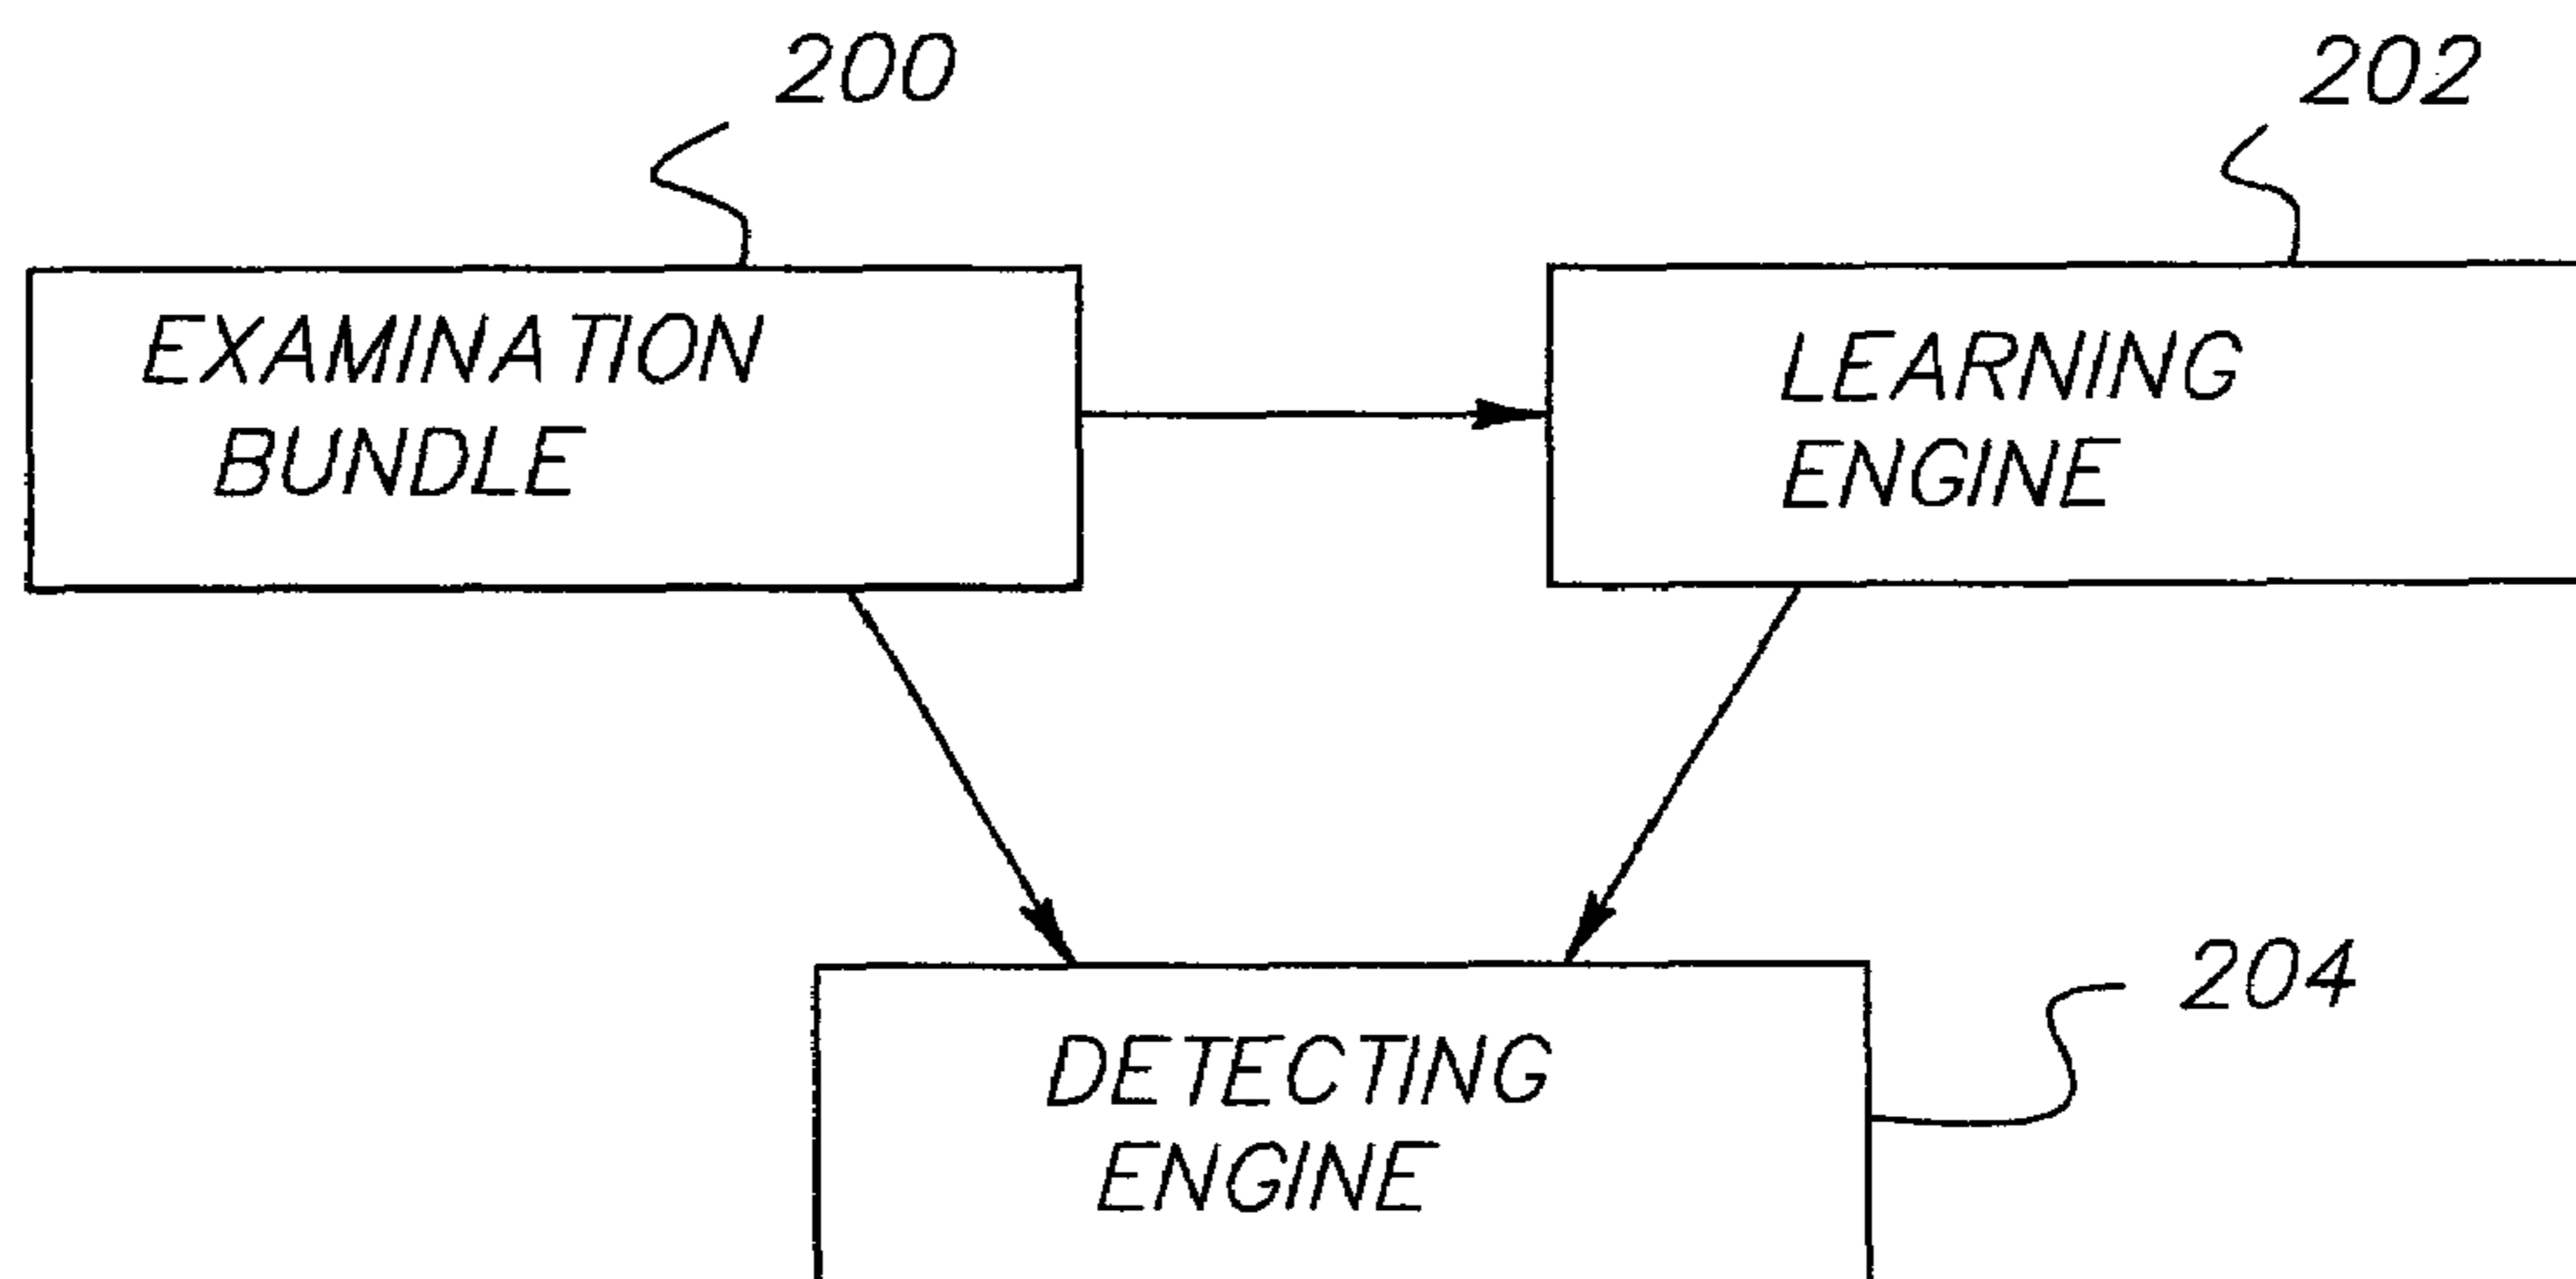 200
202
EXAMINATION
BUNDLE
LEARNING
ENGINE
204
DETECTING
ENGINE